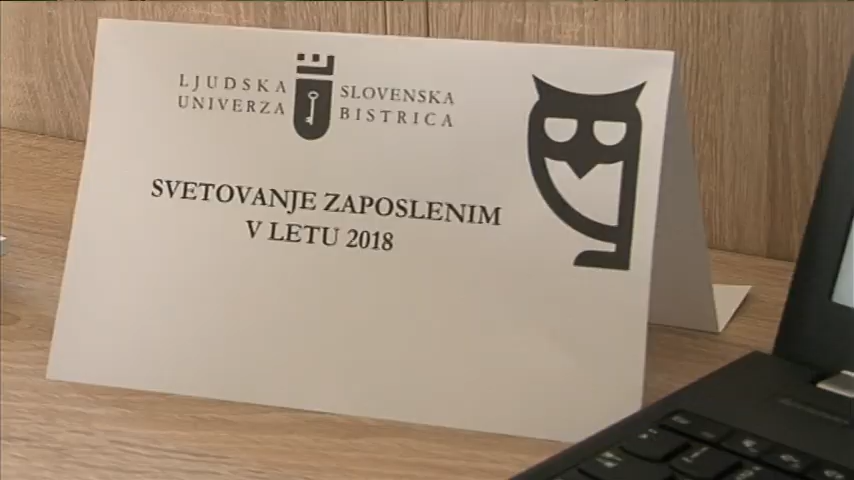 LJUDSKA
UNIVERZA
SLOVENSKA
BISTRICA
SVETOVANJE ZAPOSLENIM
V LETU 2018